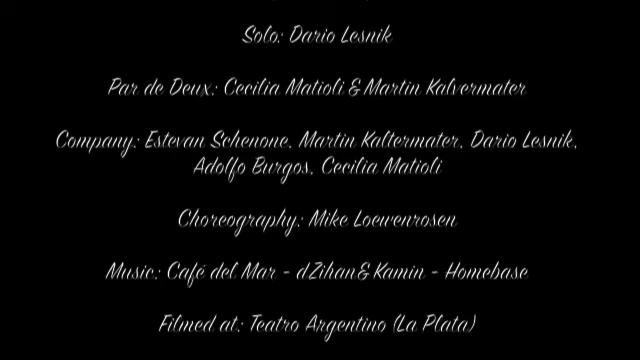 Solo: Dario Lesnik
Par de Deux: Cecilia Matioli & Martin Kalvermater
Company: Estevan Schenone, Martin Kaltermater, Dario Lesnik,
Adolfo Burgos, Cecilia Matioli
Choreography: Mike Loewenrosen
Music: Café del Mar - dZihan & Kamin - Homebase
Filmed at: Teatro Argentino (La Plata)